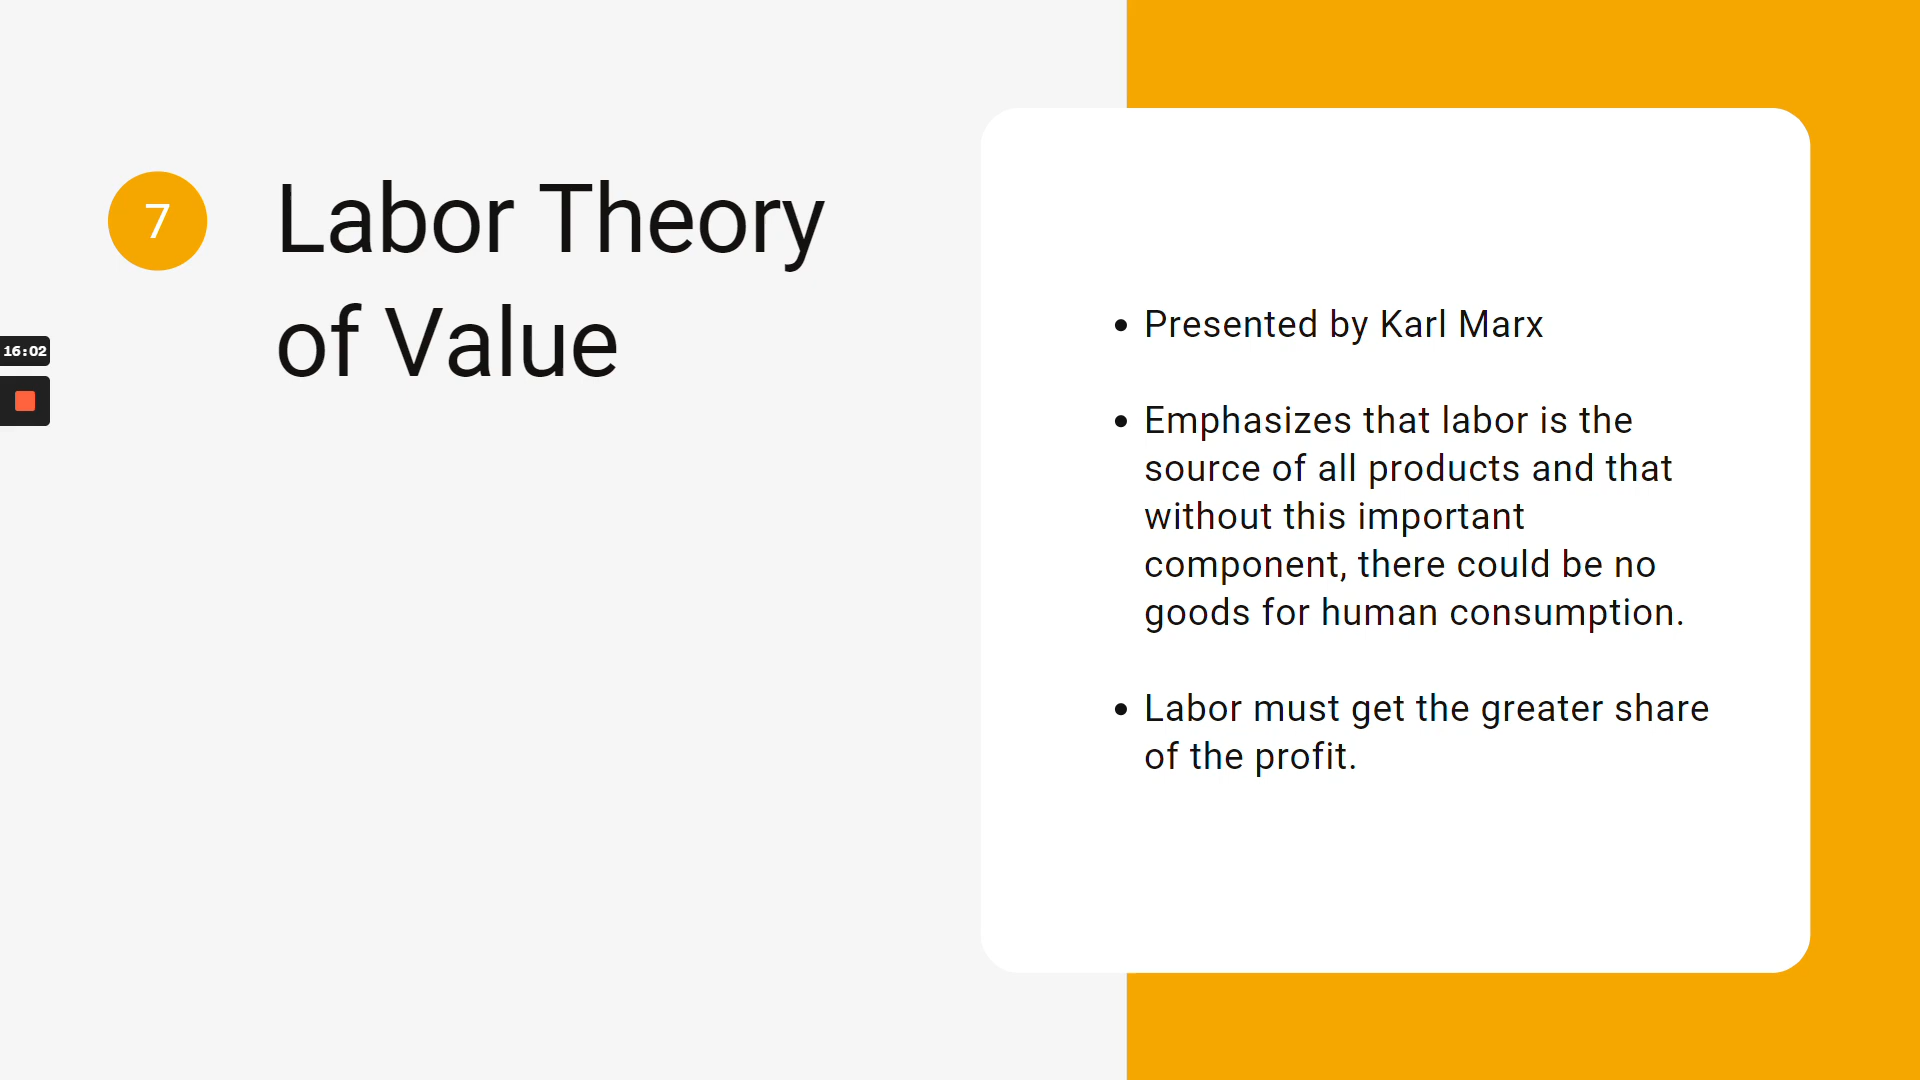 7
Labor Theory
of Value
16:02
• Presented by Karl Marx
• Emphasizes that labor is the
source of all products and that
without this important
component, there could be no
goods for human consumption.
• Labor must get the greater share
of the profit.